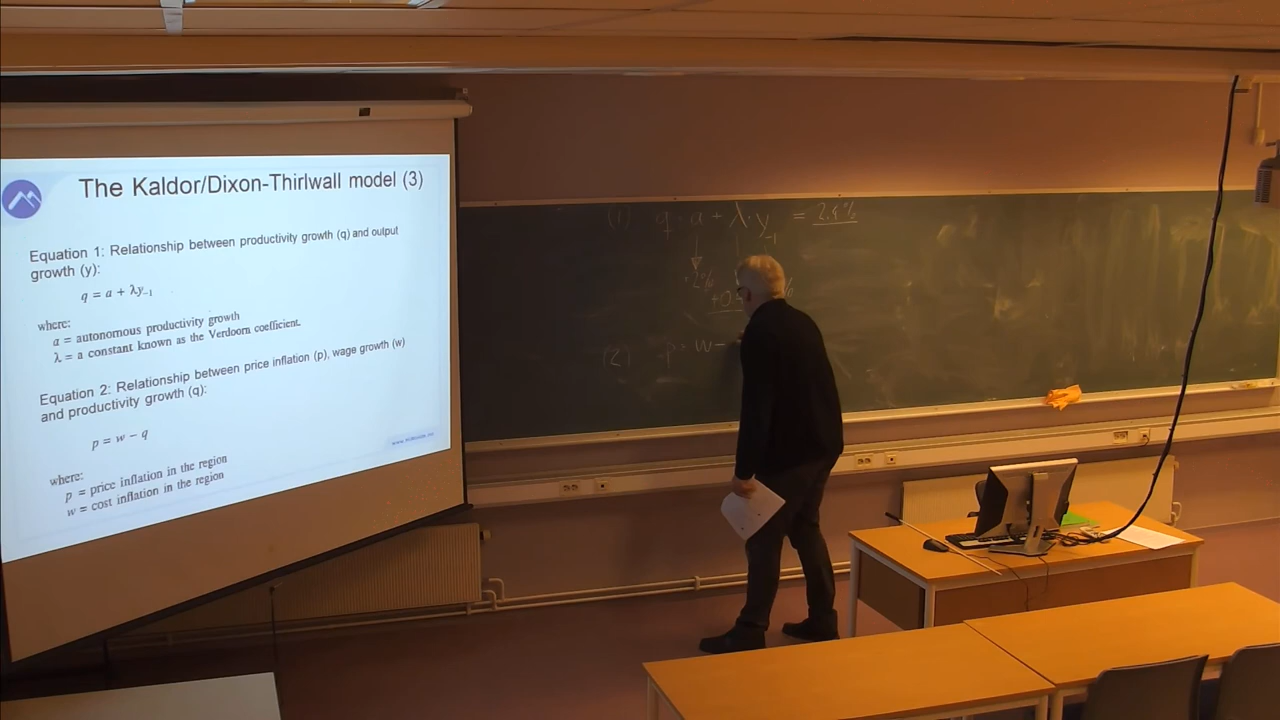 The Kaldor/Dixon-Thirlwall model (3)
Equation 1: Relationship between productivity growth (q) and output
growth (y):
q = a + λy₋₁
where:
a = autonomous productivity growth
λ = a constant known as the Verdoorn coefficient.
Equation 2: Relationship between price inflation (p), wage growth (w)
and productivity growth (q):
p = w − q
where:
p = price inflation in the region
w = cost inflation in the region
(1) q = a + λ·y₋₁ = 2.4%
+2%
(2) p = w −